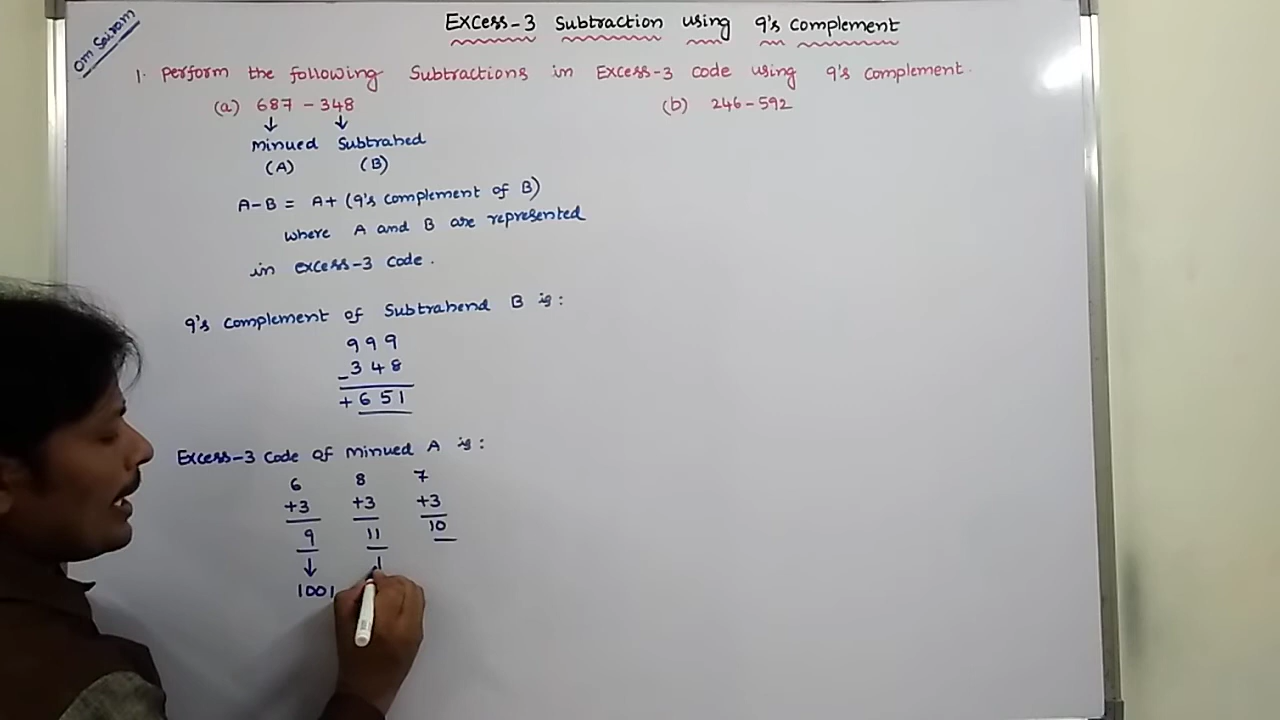 Om Sairam
Excess-3 Subtraction using 9's complement
1. Perform the following Subtractions in Excess-3 code using 9's complement.
(a) 687 - 348 (b) 246-592
↓ ↓
Minued Subtrahed
(A) (B)
A-B = A+ (9's complement of B)
where A and B are represented
in excess-3 code.
9's complement of Subtrahend B is:
9 9 9
- 3 4 8
+ 6 5 1
Excess-3 code of minued A is:
6 8 7
+3 +3 +3
9 11 10
↓
1001